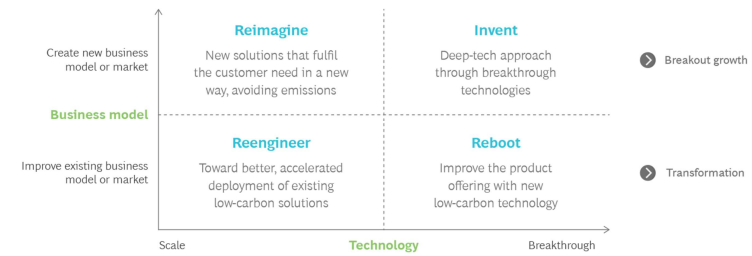 Reimagine
Invent
Create new business
model or market
New solutions that fulfil
the customer need in a new
way, avoiding emissions
Deep-tech approach
through breakthrough
technologies
Breakout growth
Business model
Reengineer
Reboot
Improve existing business
model or market
Toward better, accelerated
deployment of existing
low-carbon solutions
Improve the product
offering with new
low-carbon technology
Transformation
Scale
Technology
Breakthrough